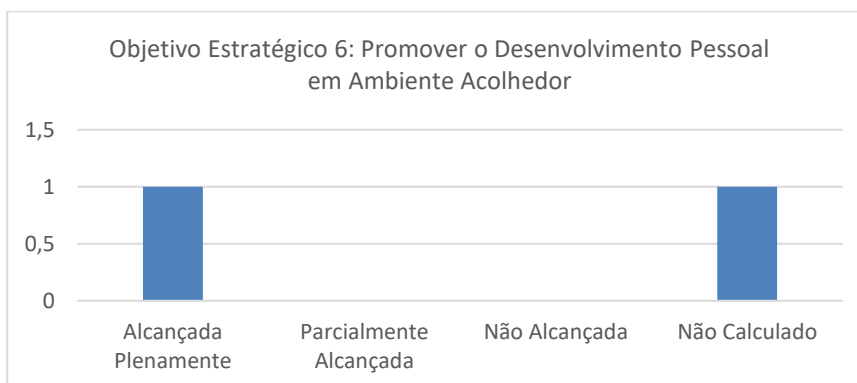 Objetivo Estratégico 6: Promover o Desenvolvimento Pessoal
em Ambiente Acolhedor
1,5
1
0,5
0
Alcançada
Plenamente
Parcialmente
Alcançada
Não Alcançada
Não Calculado